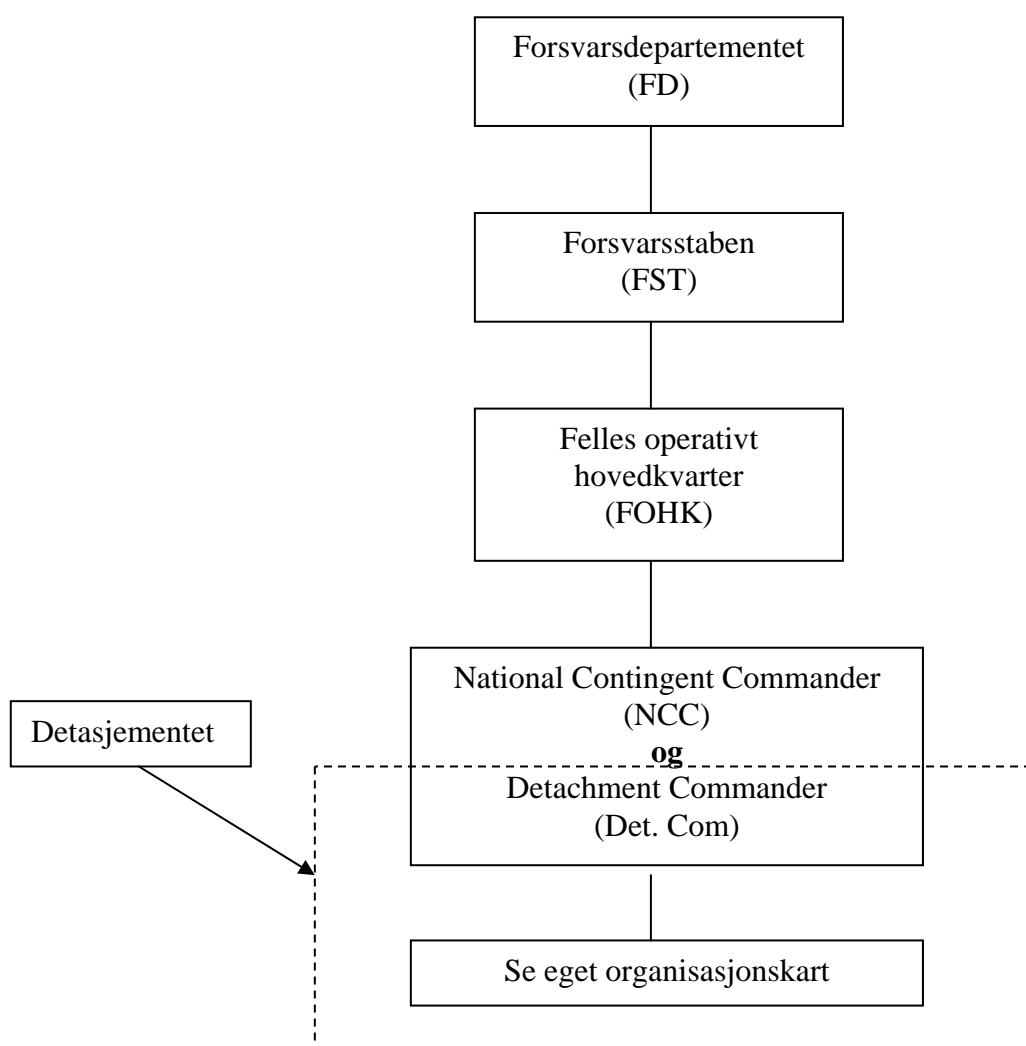 Forsvarsdepartementet
(FD)
Forsvarsstaben
(FST)
Felles operativt
hovedkvarter
(FOHK)
National Contingent Commander
(NCC)
og
Detachment Commander
(Det. Com)
Detasjementet
Se eget organisasjonskart